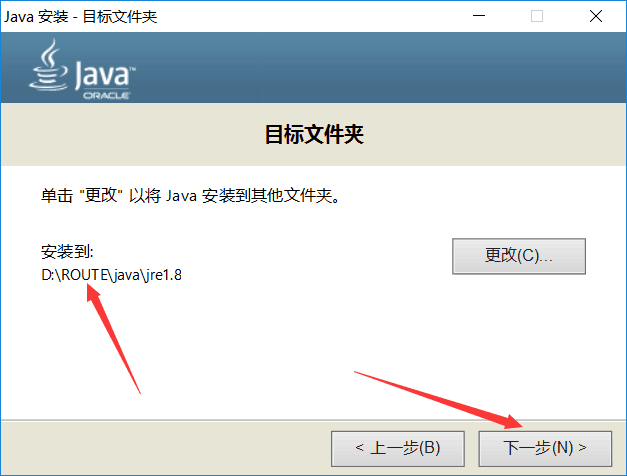 Java 安装 - 目标文件夹
Java™
ORACLE
目标文件夹
单击 "更改" 以将 Java 安装到其他文件夹。
安装到:
D:\ROUTE\java\jre1.8
更改(C)...
< 上一步(B)
下一步(N) >